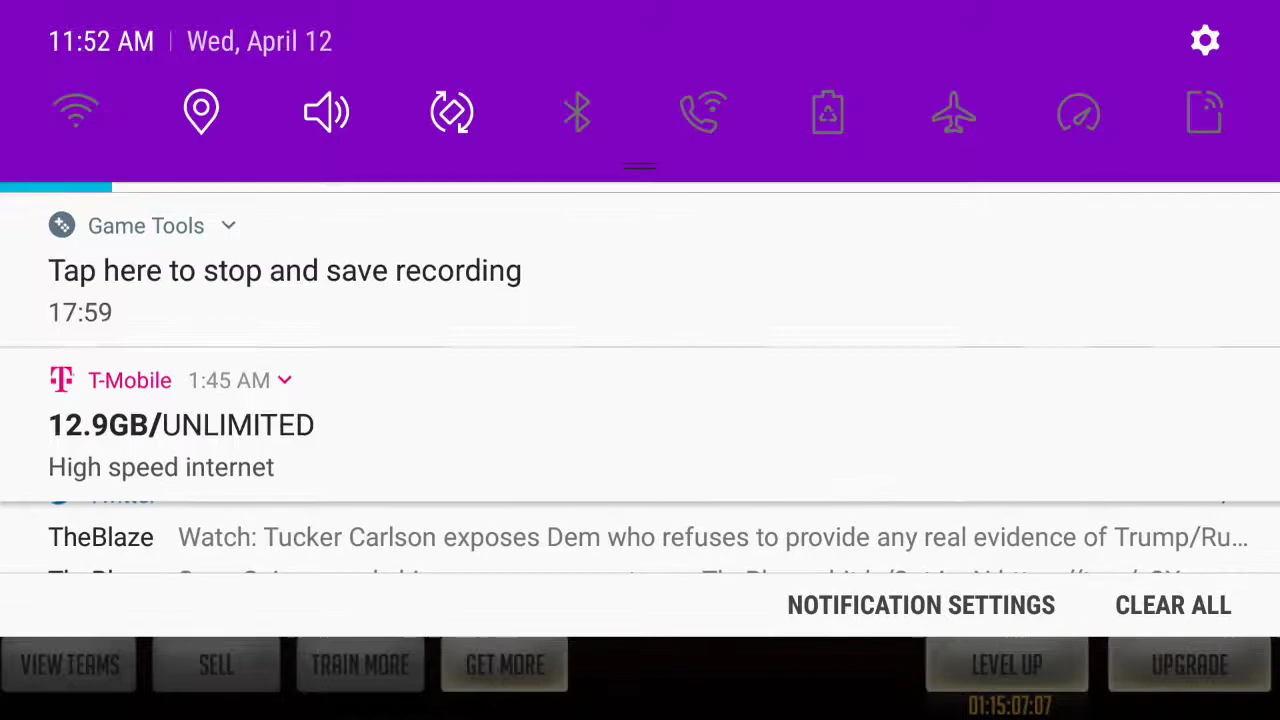 11:52 AM | Wed, April 12
Game Tools
Tap here to stop and save recording
17:59
T-Mobile 1:45 AM
12.9GB/UNLIMITED
High speed internet
Twitter
TheBlaze Watch: Tucker Carlson exposes Dem who refuses to provide any real evidence of Trump/Ru...
NOTIFICATION SETTINGS CLEAR ALL
VIEW TEAMS SELL TRAIN MORE GET MORE LEVEL UP UPGRADE
01:15:07:07